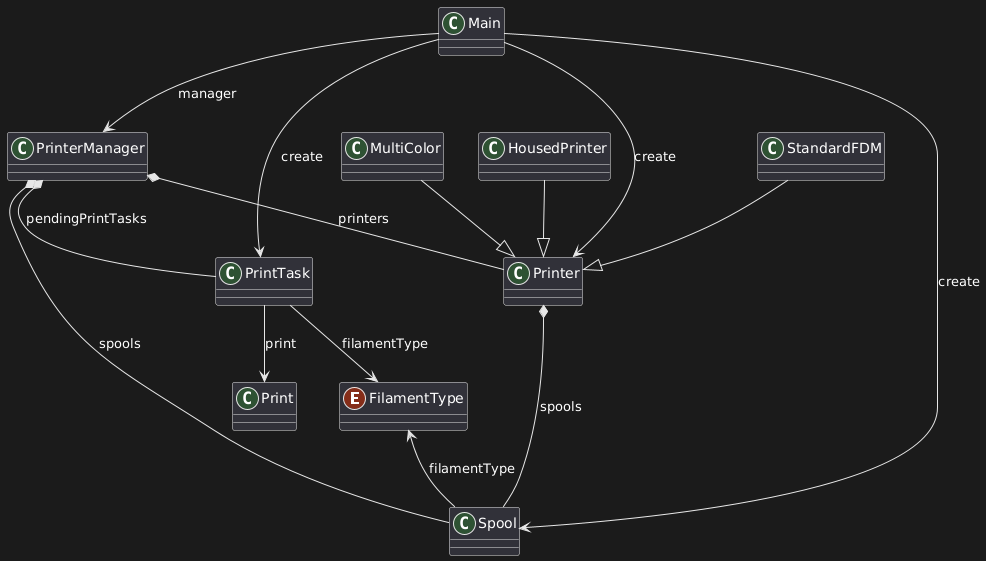 C Main
manager
C PrinterManager
create
C MultiColor
C HousedPrinter
create
C StandardFDM
pendingPrintTasks
printers
C PrintTask
C Printer
create
spools
print
filamentType
C Print
E FilamentType
spools
filamentType
C Spool